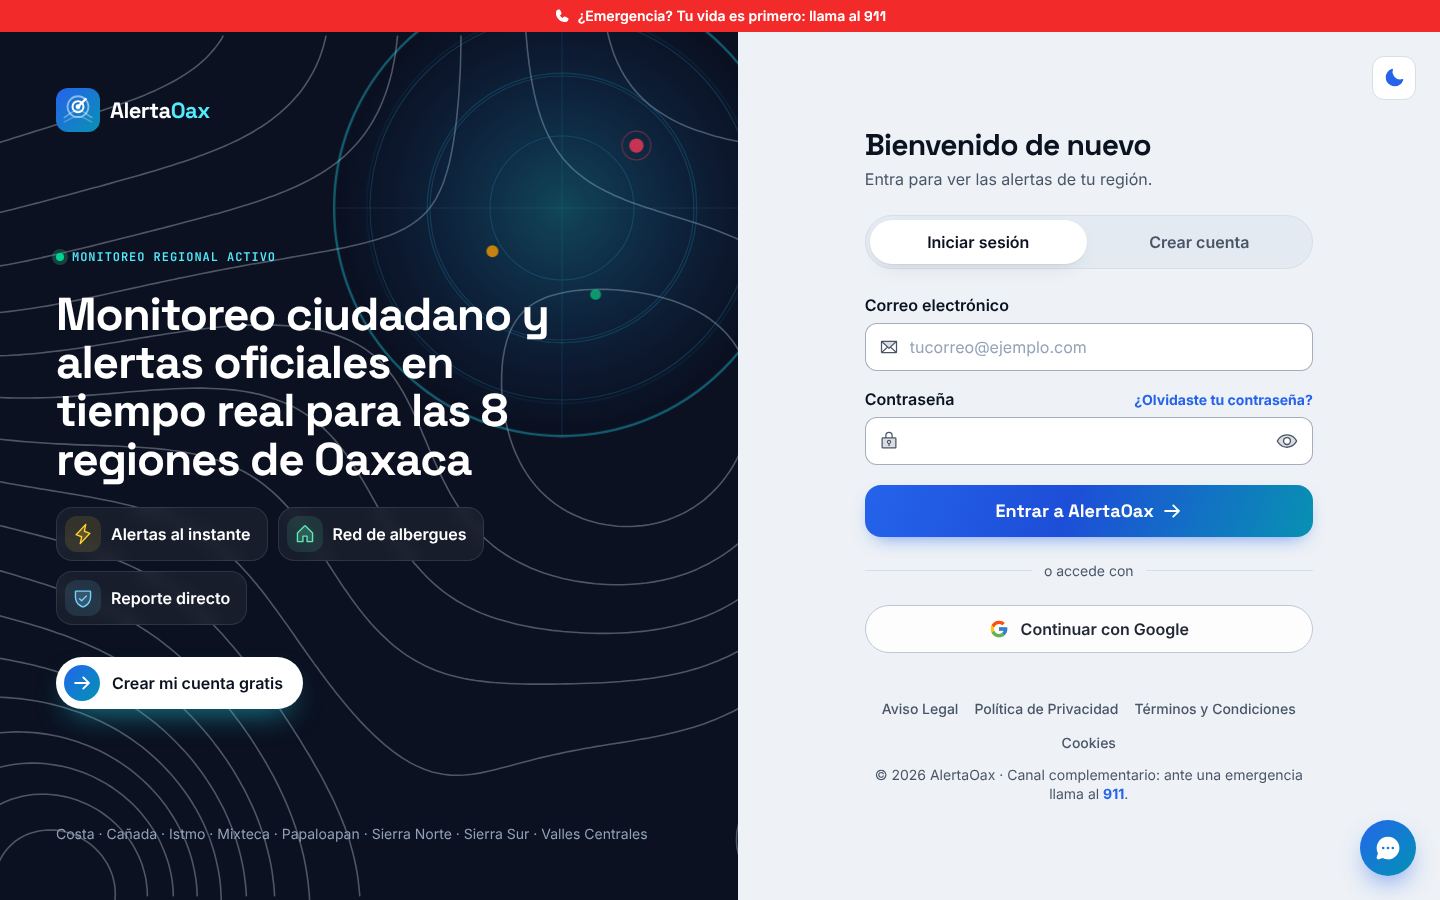 ¿Emergencia? Tu vida es primero: llama al 911
AlertaOax
MONITOREO REGIONAL ACTIVO
Monitoreo ciudadano y
alertas oficiales en
tiempo real para las 8
regiones de Oaxaca
Alertas al instante
Red de albergues
Reporte directo
Crear mi cuenta gratis
Costa · Cañada · Istmo · Mixteca · Papaloapan · Sierra Norte · Sierra Sur · Valles Centrales
Bienvenido de nuevo
Entra para ver las alertas de tu región.
Iniciar sesión
Crear cuenta
Correo electrónico
tucorreo@ejemplo.com
Contraseña
¿Olvidaste tu contraseña?
Entrar a AlertaOax
o accede con
Continuar con Google
Aviso Legal
Política de Privacidad
Términos y Condiciones
Cookies
© 2026 AlertaOax · Canal complementario: ante una emergencia
llama al 911.